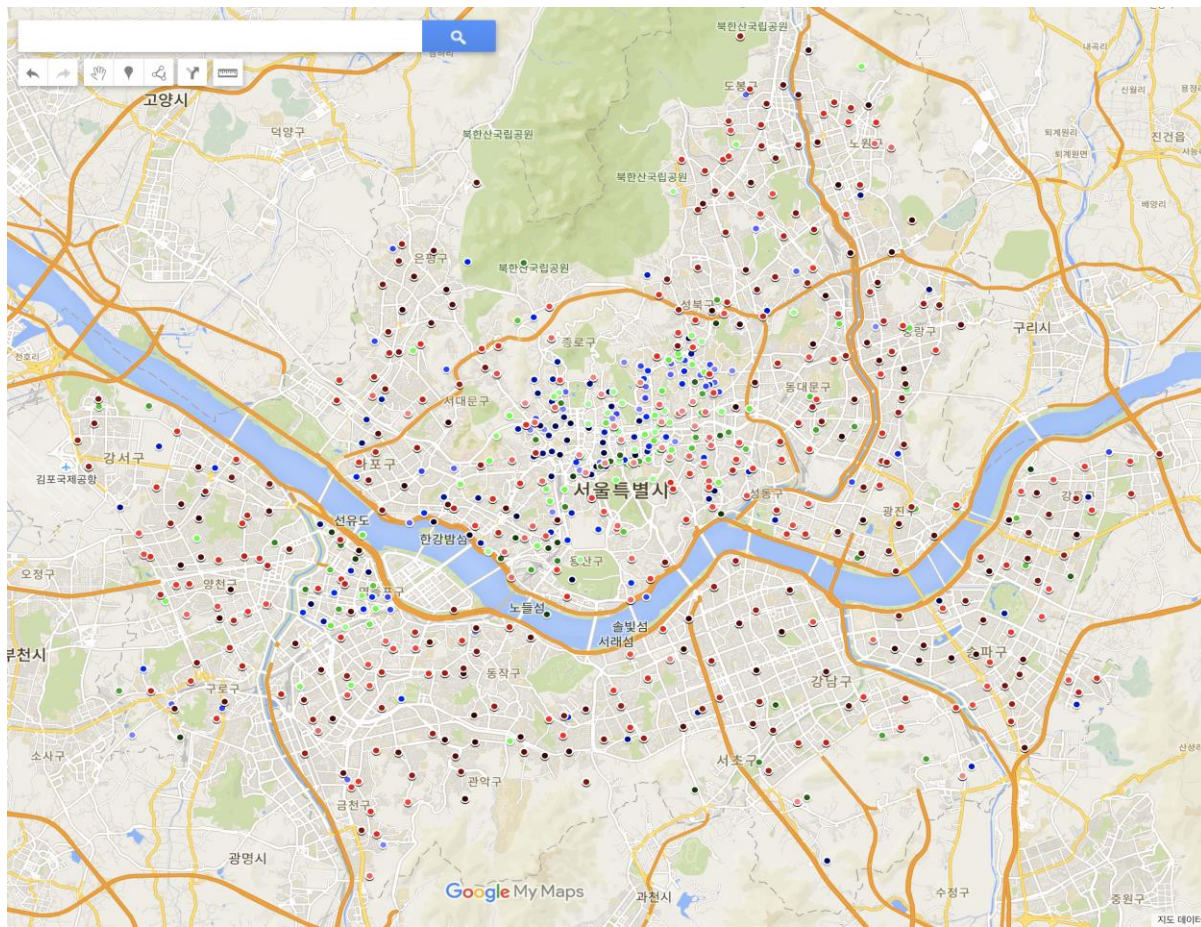 북한산국립공원
내곡리
신월리
도봉구
고양시
퇴계원리
진건읍
덕양구
북한산국립공원
노원구
퇴계원면
북한산국립공원
배양리
은평구
북한산국립공원
성북구
구리시
중랑구
종로구
천호리
동대문구
서대문구
강서구
마포구
김포국제공항
서울특별시
성동구
광진구
선유도
한강밤섬
오정구
양천구
용산구
영등포구
노들섬
솔빛섬
서래섬
부천시
송파구
동작구
강남구
구로구
소사구
서초구
관악구
금천구
광명시
Google My Maps
과천시
수정구
중원구
지도 데이터